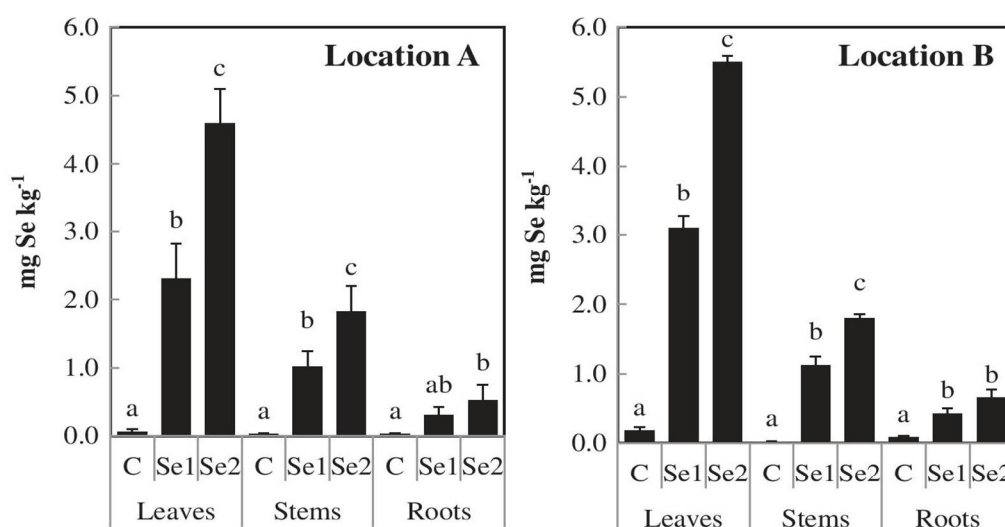 Location A
mg Se kg-1
6.0
5.0
4.0
3.0
2.0
1.0
0.0
a
b
c
a
b
c
a
ab
b
C Se1 Se2 C Se1 Se2 C Se1 Se2
Leaves Stems Roots
Location B
mg Se kg-1
6.0
5.0
4.0
3.0
2.0
1.0
0.0
a
b
c
a
b
c
a
b
b
C Se1 Se2 C Se1 Se2 C Se1 Se2
Leaves Stems Roots